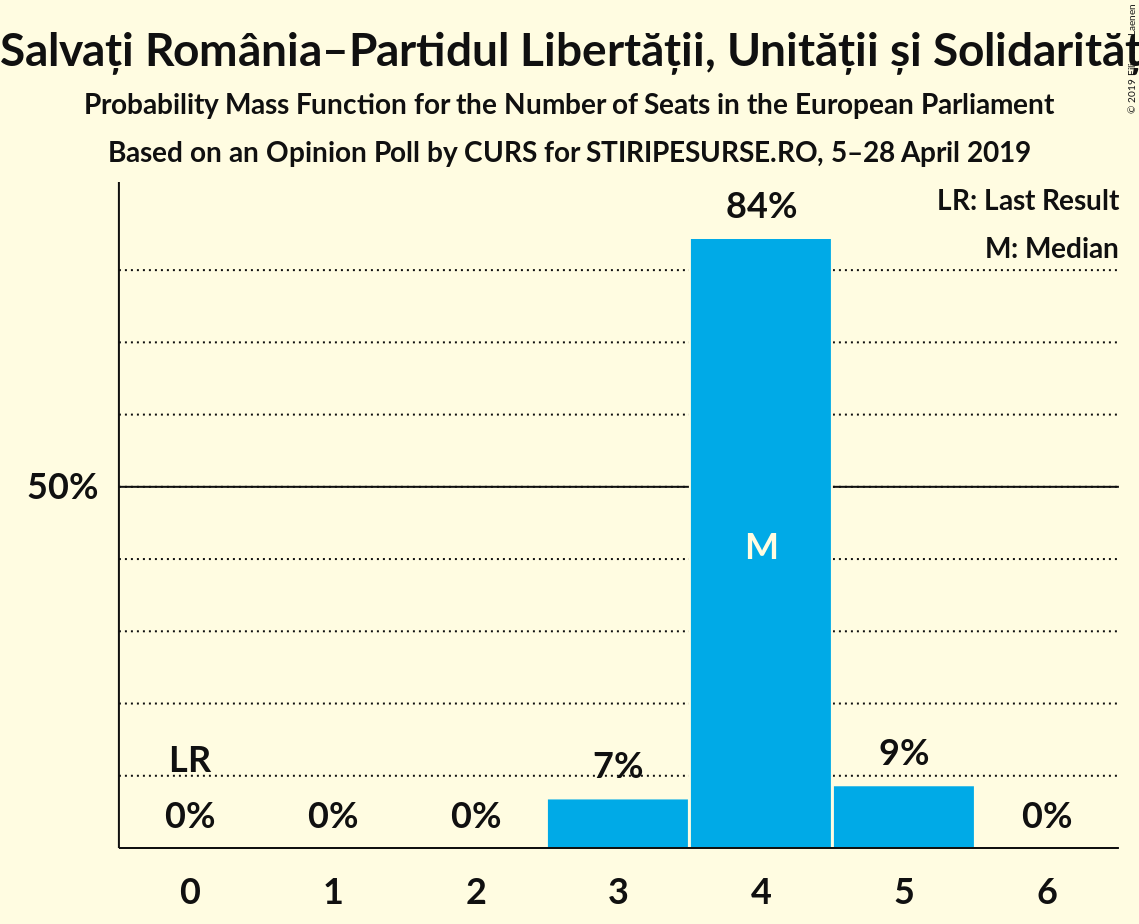 Salvați România–Partidul Libertății, Unității și Solidarităț
Probability Mass Function for the Number of Seats in the European Parliament
Based on an Opinion Poll by CURS for STIRIPESURSE.RO, 5–28 April 2019
© 2019
LR: Last Result
M: Median
84%
50%
M
LR
7%
9%
0% 0% 0% 0%
0 1 2 3 4 5 6